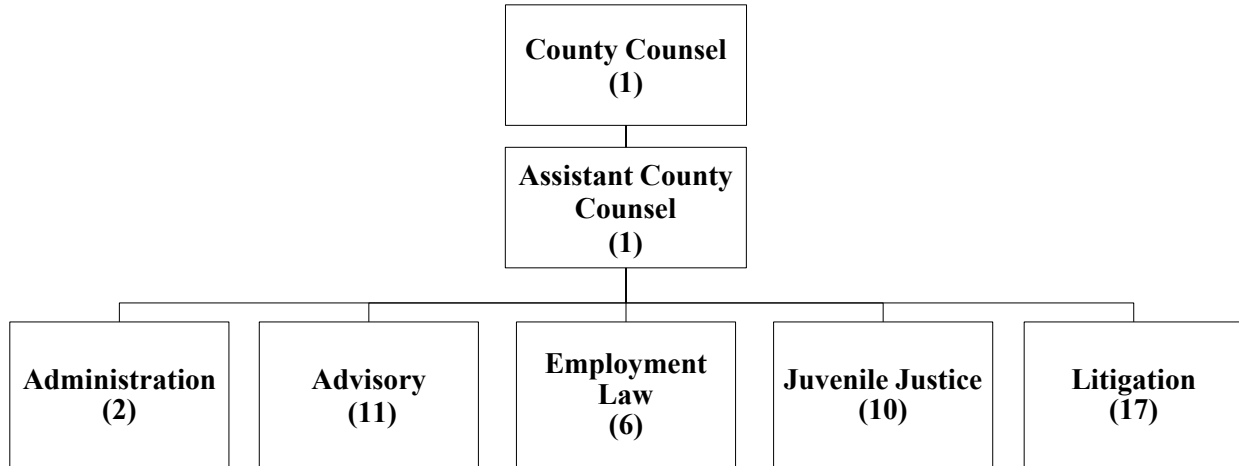 County Counsel
(1)
Assistant County
Counsel
(1)
Administration
(2)
Advisory
(11)
Employment
Law
(6)
Juvenile Justice
(10)
Litigation
(17)